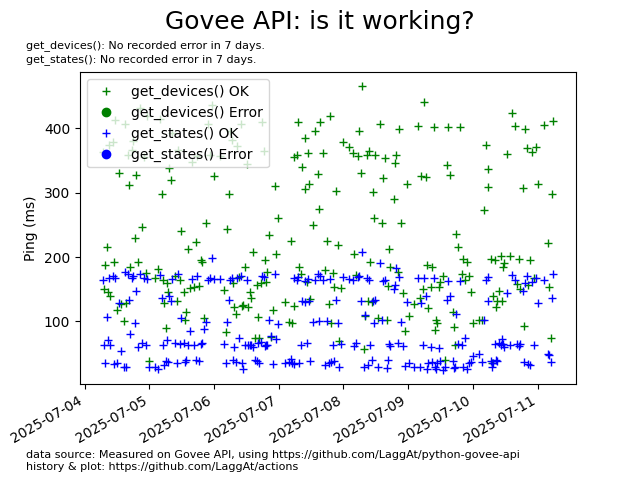 Govee API: is it working?
get_devices(): No recorded error in 7 days.
get_states(): No recorded error in 7 days.
get_devices() OK
get_devices() Error
get_states() OK
get_states() Error
Ping (ms)
400
300
200
100
2025-07-04
2025-07-05
2025-07-06
2025-07-07
2025-07-08
2025-07-09
2025-07-10
2025-07-11
data source: Measured on Govee API, using https://github.com/LaggAt/python-govee-api
history & plot: https://github.com/LaggAt/actions